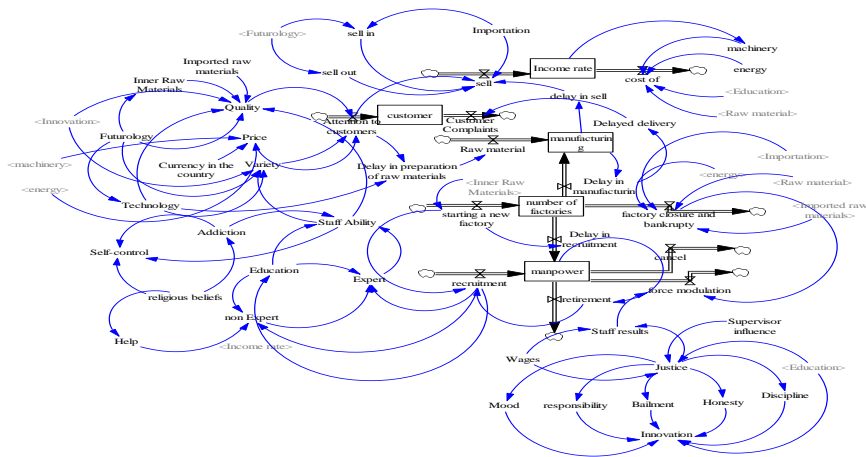 <Futurology>
sell in
Importation
machinery
Imported raw
materials
Income rate
energy
sell out
Inner Raw
Materials
sell
cost of
<Education>
delay in sell
Quality
customer
<Raw material>
<Innovation>
Attention to
customers
Customer
Complaints
Delayed delivery
Futurology
Price
manufacturin
g
Raw material
<Importation>
<machinery>
Currency in the
country
Variety
Delay in preparation
of raw materials
<energy>
<Inner Raw
Materials>
Delay in
manufacturin
<energy>
<Raw material>
Technology
number of
factories
<Imported raw
materials>
Staff Ability
starting a new
factory
factory closure and
bankrupty
Addiction
Delay in
recruitment
Self-control
cancel
Education
Expert
manpower
recruitment
force modulation
religious beliefs
retirement
non Expert
Staff results
Supervisor
influence
Help
<Income rate>
Wages
Justice
<Education>
Mood
responsibility
Bailment
Honesty
Discipline
Innovation